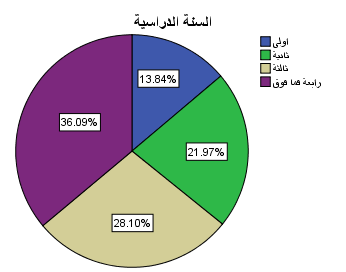 السنة الدراسية
اولى
ثانية
ثالثة
رابعة فما فوق
13.84%
21.97%
28.10%
36.09%